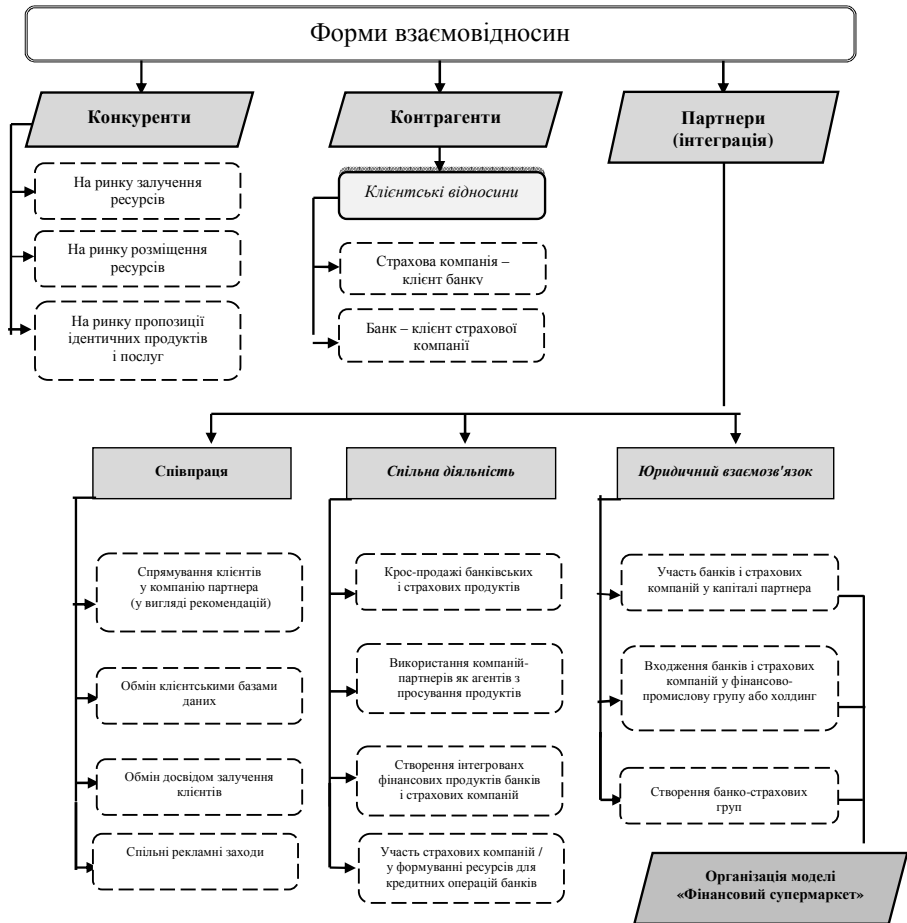 Форми взаємовідносин
Конкуренти
На ринку залучення
ресурсів
На ринку розміщення
ресурсів
На ринку пропозиції
ідентичних продуктів
і послуг
Контрагенти
Клієнтські відносини
Страхова компанія –
клієнт банку
Банк – клієнт страхової
компанії
Партнери
(інтеграція)
Співпраця
Спрямування клієнтів
у компанію партнера
(у вигляді рекомендацій)
Обмін клієнтськими базами
даних
Обмін досвідом залучення
клієнтів
Спільні рекламні заходи
Спільна діяльність
Крос-продажі банківських
і страхових продуктів
Використання компаній-
партнерів як агентів з
просування продуктів
Створення інтегрованх
фінансових продуктів банків
і страхових компаній
Участь страхових компаній /
у формуванні ресурсів для
кредитних операцій банків
Юридичний взаємозв'язок
Участь банків і страхових
компаній у капіталі партнера
Входження банків і страхових
компаній у фінансово-
промислову групу або холдинг
Створення банко-страхових
груп
Організація моделі
«Фінансовий супермаркет»